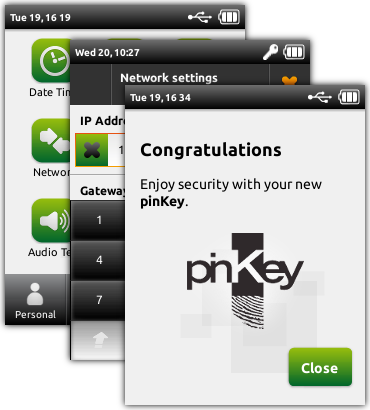 Tue 19, 16 19
Date Tim
Network
Audio Te
Personal
Wed 20, 10:27
Network settings
IP Addre
1
Gateway
1
4
7
Tue 19, 16 34
Congratulations
Enjoy security with your new
pinKey.
pinKey
Close